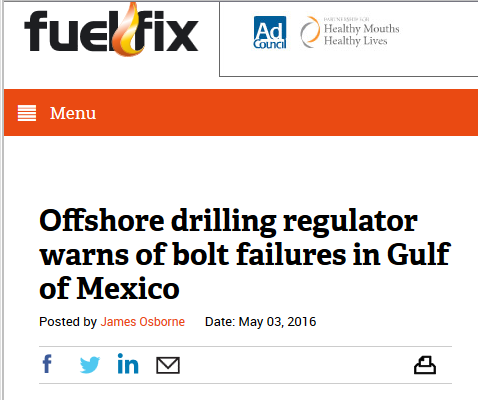 fuelfix
Ad
Council
PARTNERSHIP FOR
Healthy Mouths
Healthy Lives
Menu
Offshore drilling regulator
warns of bolt failures in Gulf
of Mexico
Posted by James Osborne Date: May 03, 2016